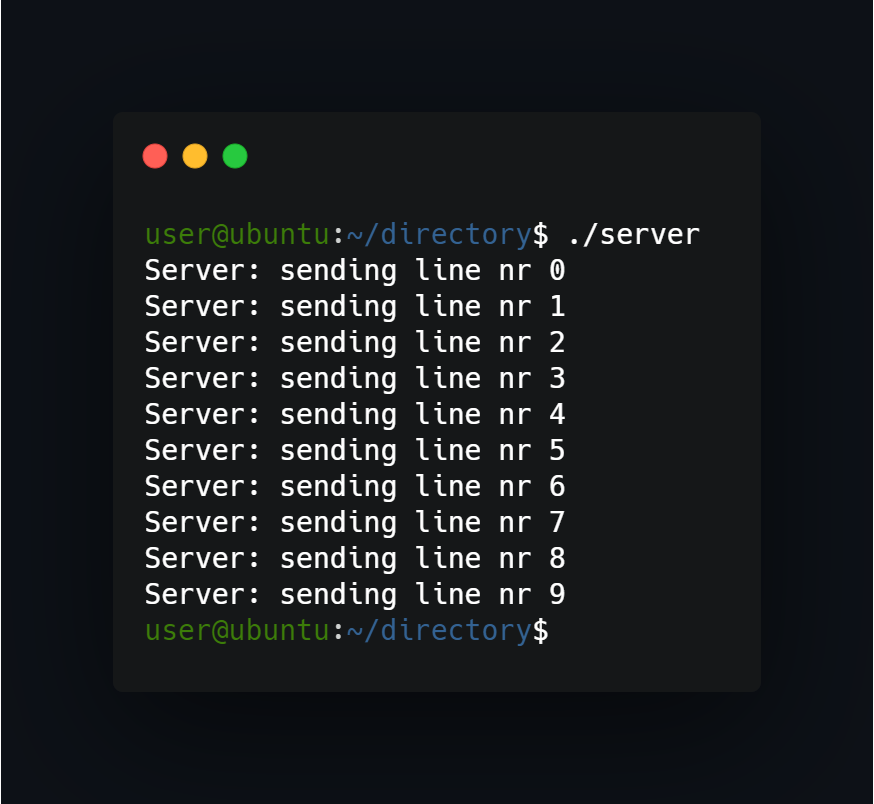 user@ubuntu:~/directory$ ./server
Server: sending line nr 0
Server: sending line nr 1
Server: sending line nr 2
Server: sending line nr 3
Server: sending line nr 4
Server: sending line nr 5
Server: sending line nr 6
Server: sending line nr 7
Server: sending line nr 8
Server: sending line nr 9
user@ubuntu:~/directory$